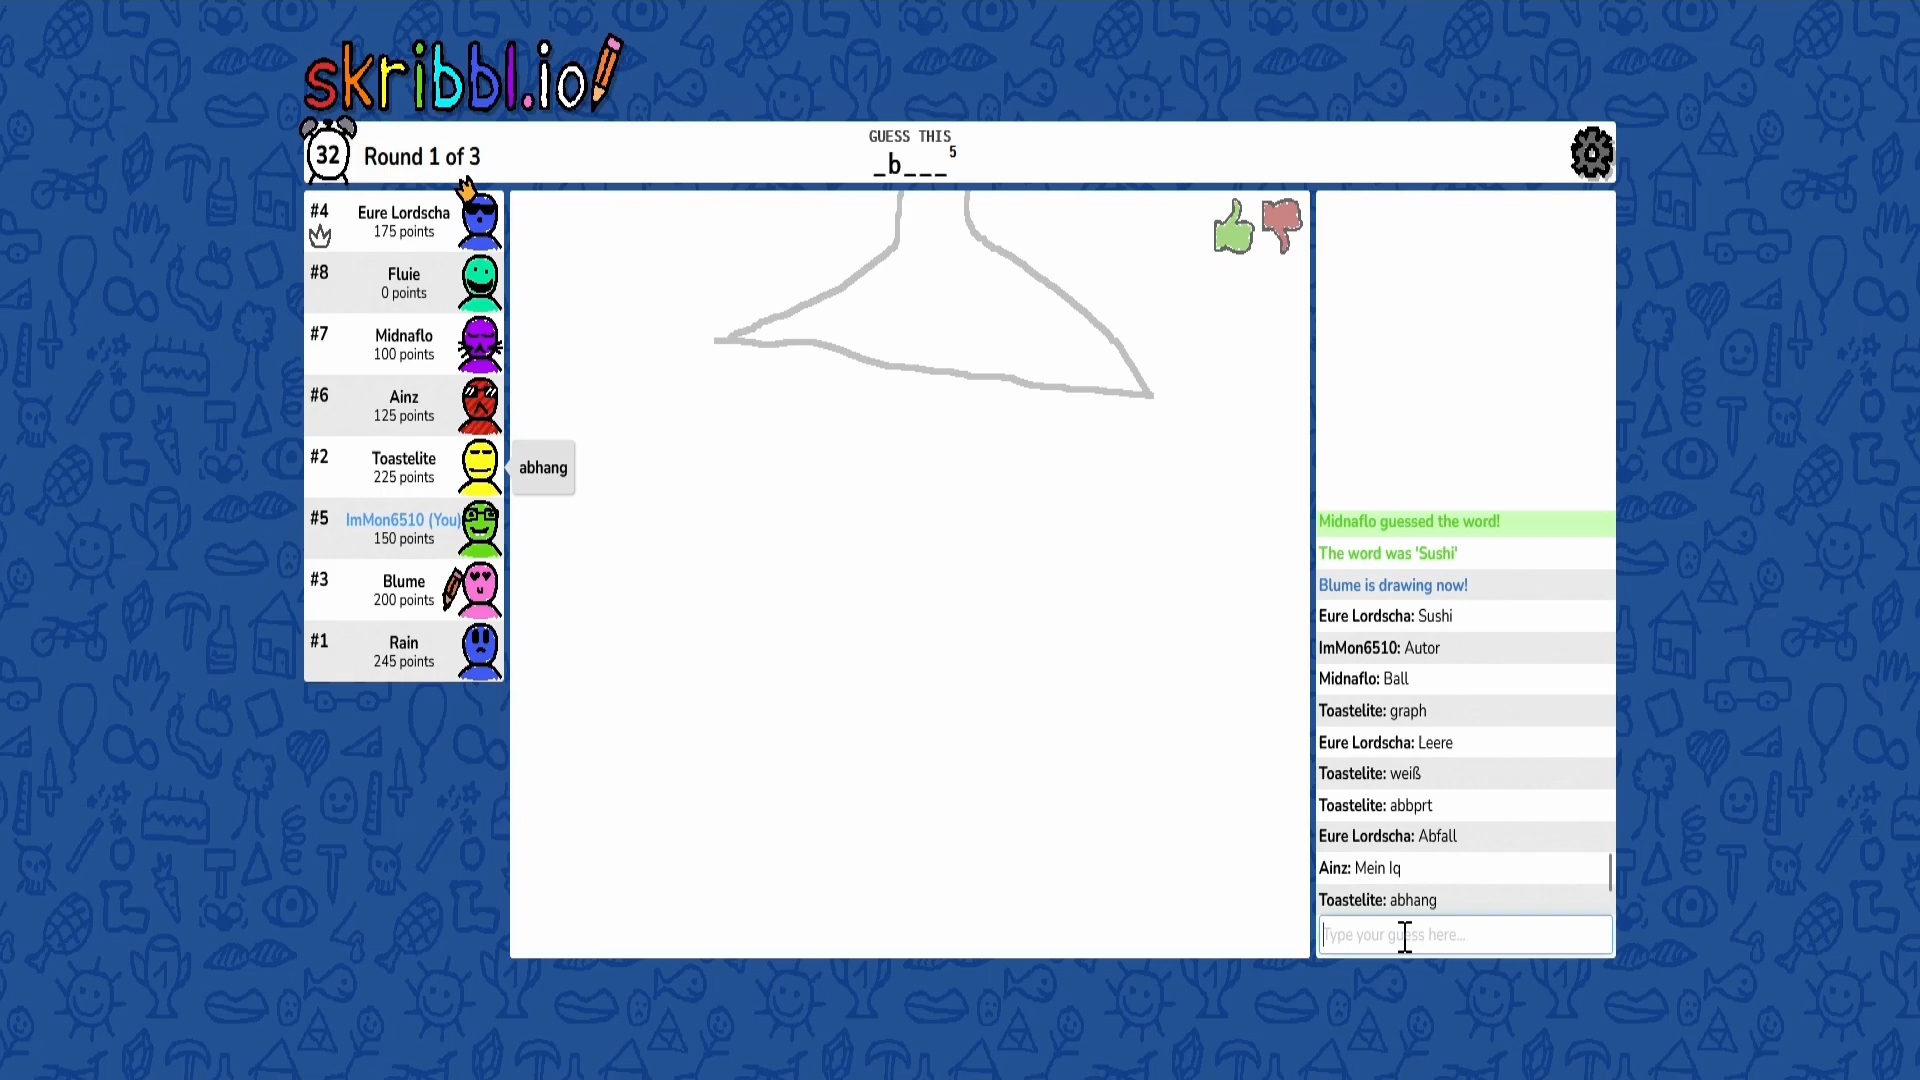 skribbl.io
32
Round 1 of 3
GUESS THIS
_b___ 5
#4 Eure Lordscha
175 points
#8 Fluie
0 points
#7 Midnaflo
100 points
#6 Ainz
125 points
#2 Toastelite
225 points
abhang
#5 ImMon6510 (You)
150 points
#3 Blume
200 points
#1 Rain
245 points
Midnaflo guessed the word!
The word was 'Sushi'
Blume is drawing now!
Eure Lordscha: Sushi
ImMon6510: Autor
Midnaflo: Ball
Toastelite: graph
Eure Lordscha: Leere
Toastelite: weiß
Toastelite: abbprt
Eure Lordscha: Abfall
Ainz: Mein Iq
Toastelite: abhang
Type your guess here...